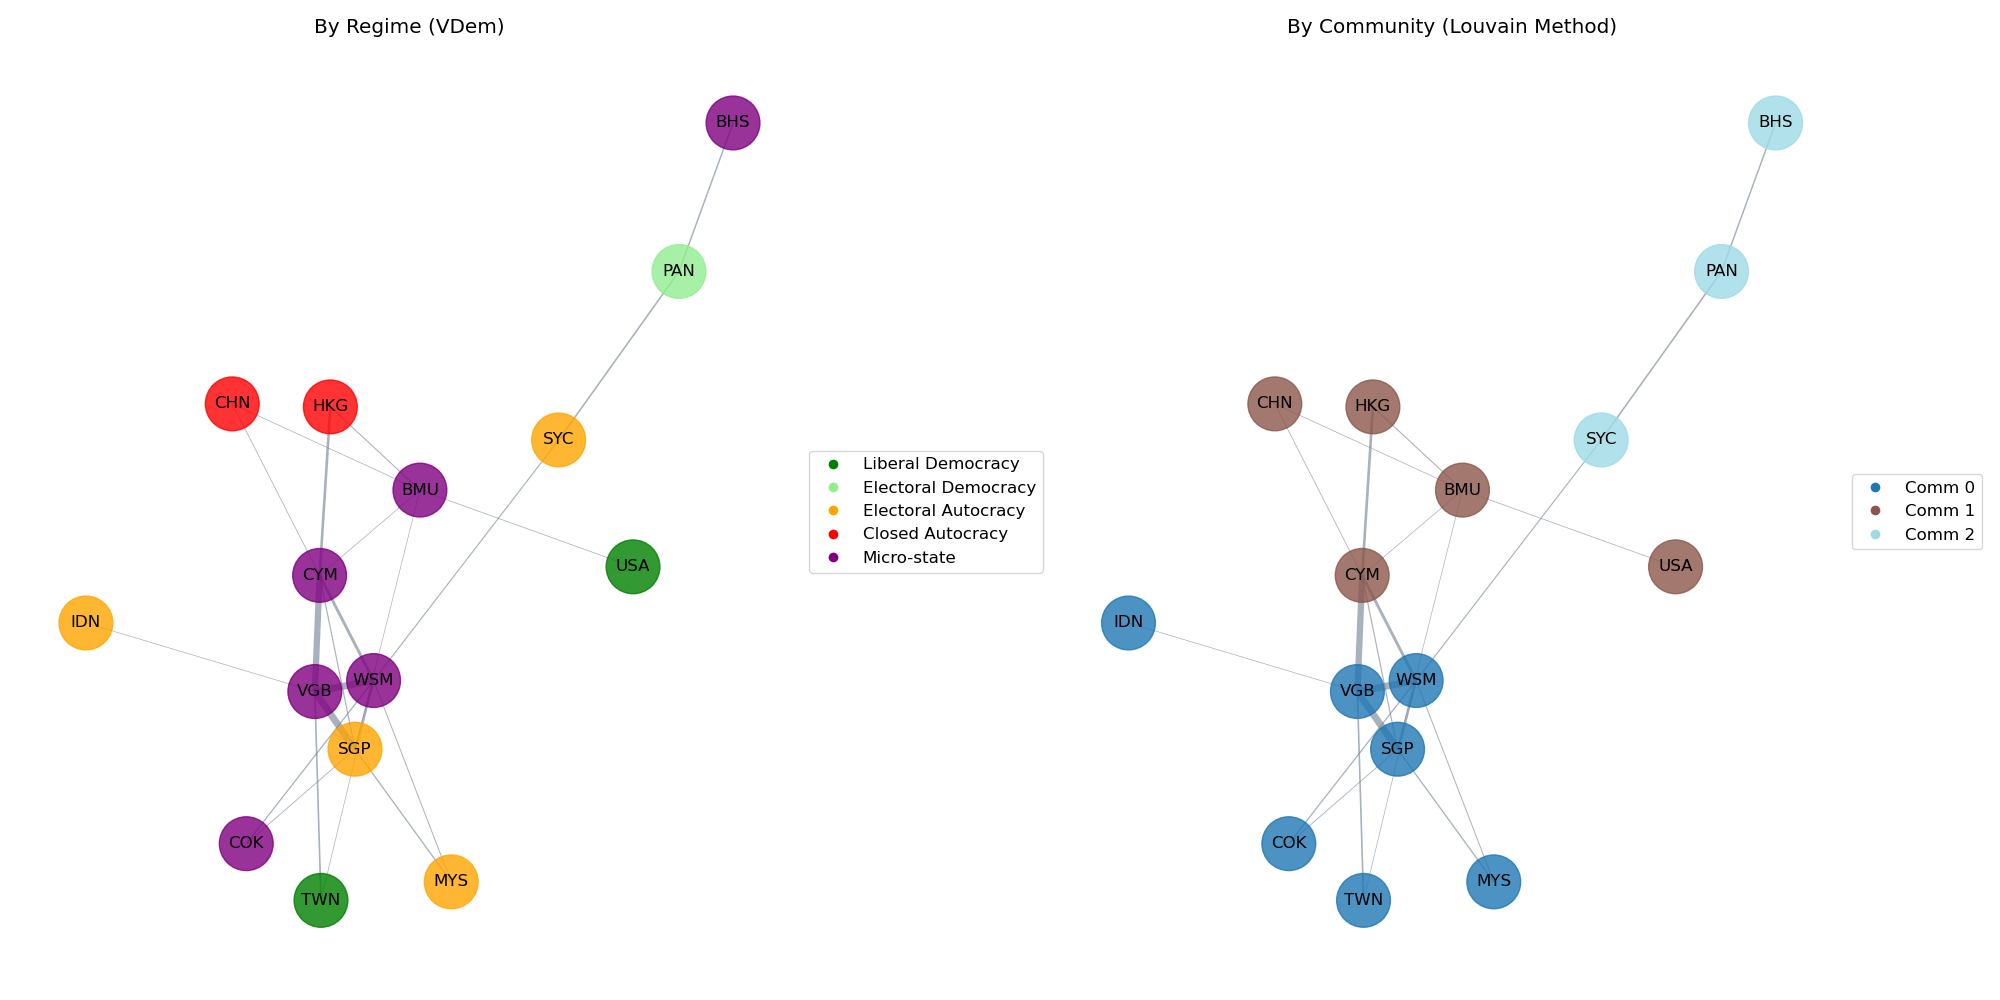 By Regime (VDem)
BHS
PAN
CHN
HKG
SYC
BMU
USA
CYM
IDN
WSM
VGB
SGP
COK
MYS
TWN
Liberal Democracy
Electoral Democracy
Electoral Autocracy
Closed Autocracy
Micro-state
By Community (Louvain Method)
BHS
PAN
CHN
HKG
SYC
BMU
USA
CYM
IDN
WSM
VGB
SGP
COK
MYS
TWN
Comm 0
Comm 1
Comm 2